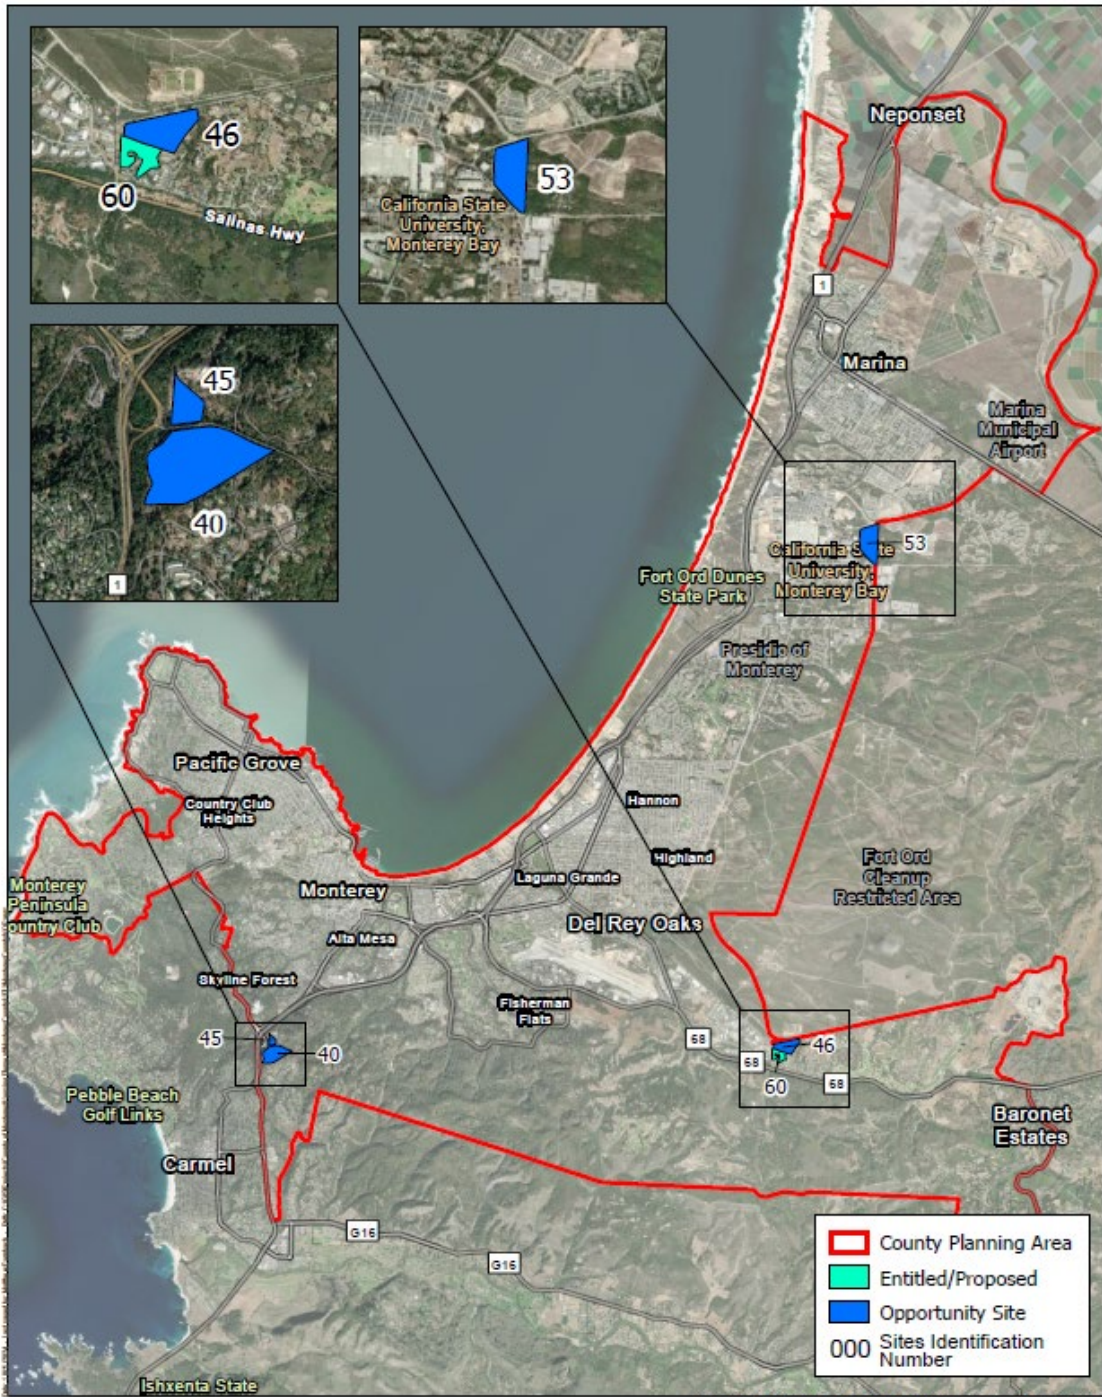 46
60
Salinas Hwy
53
California State
University,
Monterey Bay
45
40
1
Neponset
1
Marina
Marina
Municipal
Airport
53
California State
University,
Monterey Bay
Fort Ord Dunes
State Park
Presidio of
Monterey
Pacific Grove
Country Club
Heights
Hannon
Highland
Fort Ord
Cleanup
Restricted Area
Laguna Grande
Monterey
Peninsula
ountry Club
Monterey
Del Rey Oaks
Alta Mesa
Skyline Forest
Fisherman
Flats
45
40
68
68
46
60
68
Pebble Beach
Golf Links
Baronet
Estates
Carmel
G16
G16
County Planning Area
Entitled/Proposed
Opportunity Site
000 Sites Identification
Number
Ishxenta State